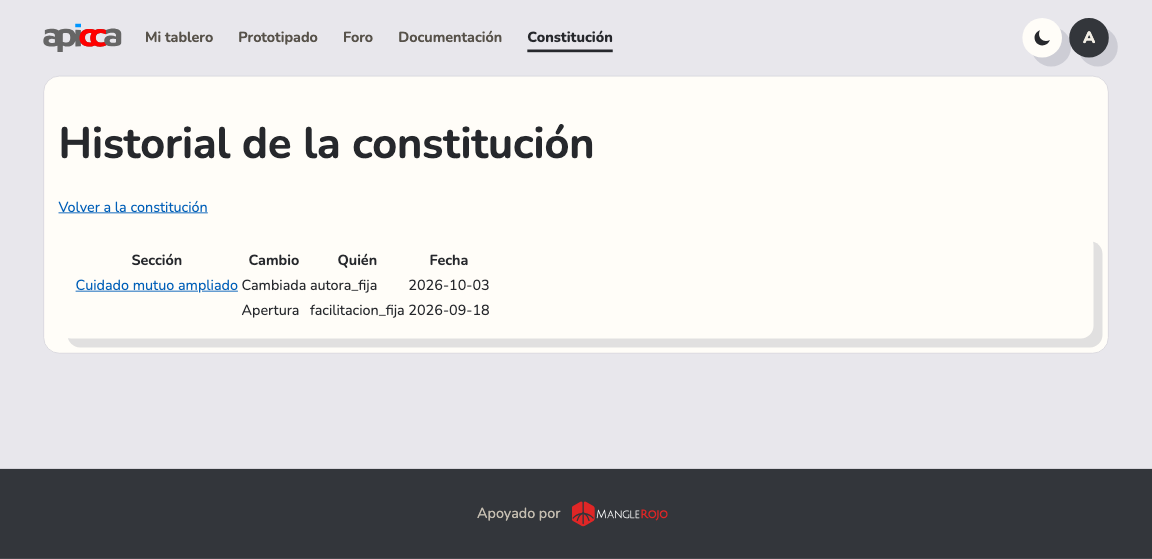 apicca Mi tablero Prototipado Foro Documentación Constitución A
Historial de la constitución
Volver a la constitución
Sección Cambio Quién Fecha
Cuidado mutuo ampliado Cambiada autora_fija 2026-10-03
Apertura facilitacion_fija 2026-09-18
Apoyado por MANGLEROJO